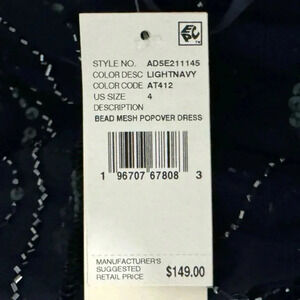 STYLE NO. AD5E211145
COLOR DESC LIGHTNAVY
COLOR CODE AT412
US SIZE 4
DESCRIPTION
BEAD MESH POPOVER DRESS
1 96707 67808 3
MANUFACTURER'S
SUGGESTED
RETAIL PRICE $149.00